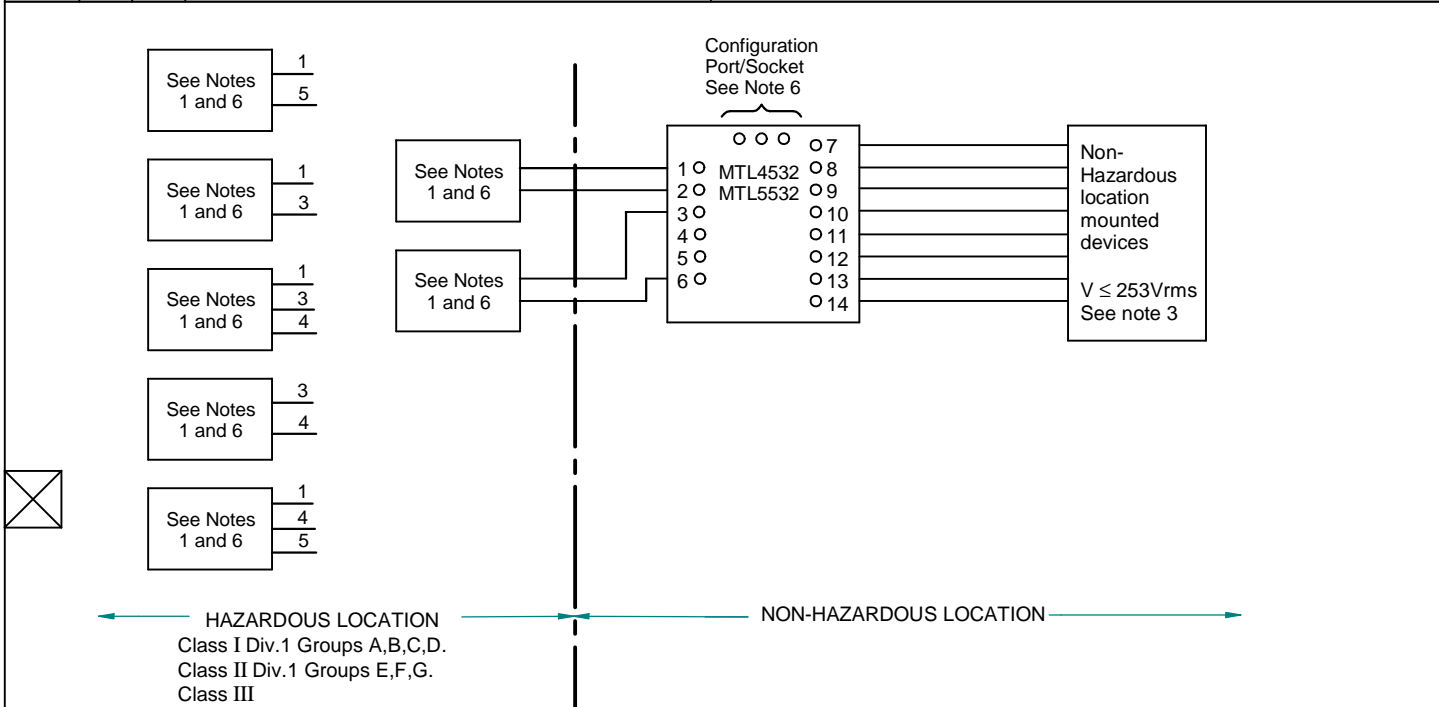 See Notes
1 and 6
1
5
See Notes
1 and 6
1
3
See Notes
1 and 6
1
3
4
See Notes
1 and 6
3
4
See Notes
1 and 6
1
4
5
See Notes
1 and 6
See Notes
1 and 6
Configuration
Port/Socket
See Note 6
1
2
3
4
5
6
MTL4532
MTL5532
7
8
9
10
11
12
13
14
Non-
Hazardous
location
mounted
devices
V ≤ 253Vrms
See note 3
HAZARDOUS LOCATION
Class I Div.1 Groups A,B,C,D.
Class II Div.1 Groups E,F,G.
Class III
NON-HAZARDOUS LOCATION